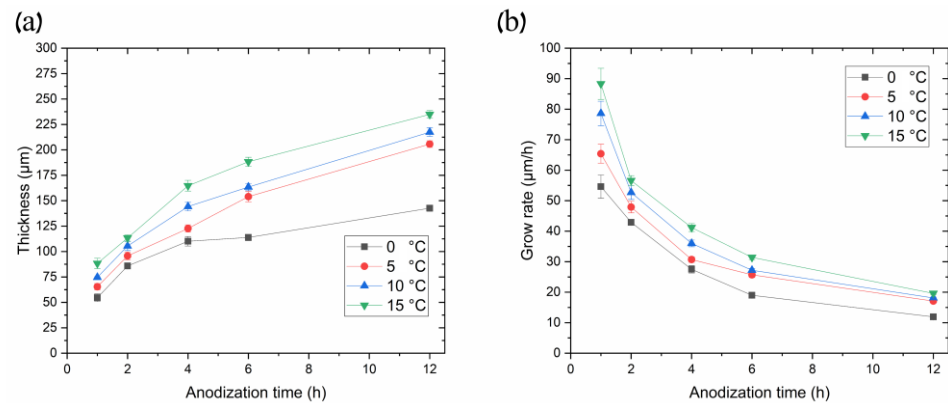 (a)
300
275
250
225
200
175
150
125
100
75
50
25
0
Thickness (µm)
0 °C
5 °C
10 °C
15 °C
0 2 4 6 8 10 12
Anodization time (h)
(b)
100
90
80
70
60
50
40
30
20
10
0
Grow rate (µm/h)
0 °C
5 °C
10 °C
15 °C
0 2 4 6 8 10 12
Anodization time (h)